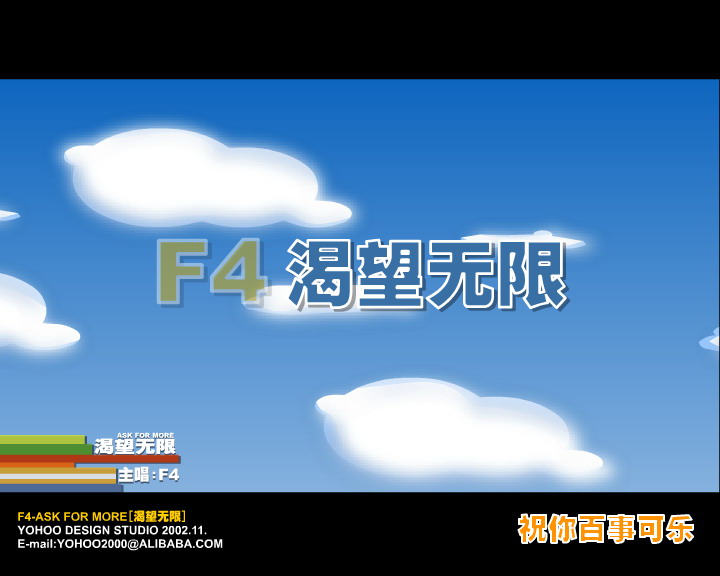 F4 渴望无限
ASK FOR MORE
渴望无限
主唱:F4
F4-ASK FOR MORE[渴望无限]
YOHOO DESIGN STUDIO 2002.11.
E-mail:YOHOO2000@ALIBABA.COM
祝你百事可乐